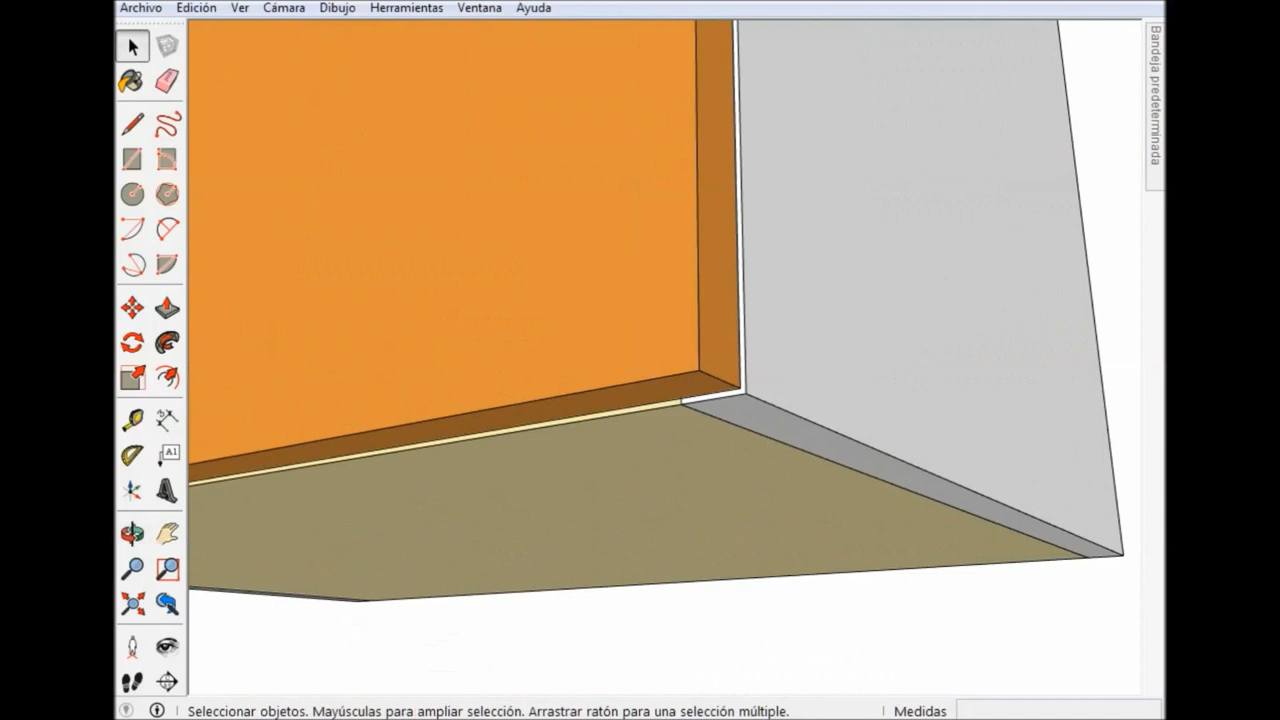 Archivo Edición Ver Cámara Dibujo Herramientas Ventana Ayuda
Bandeja predeterminada
A1
Seleccionar objetos. Mayúsculas para ampliar selección. Arrastrar ratón para una selección múltiple.
Medidas